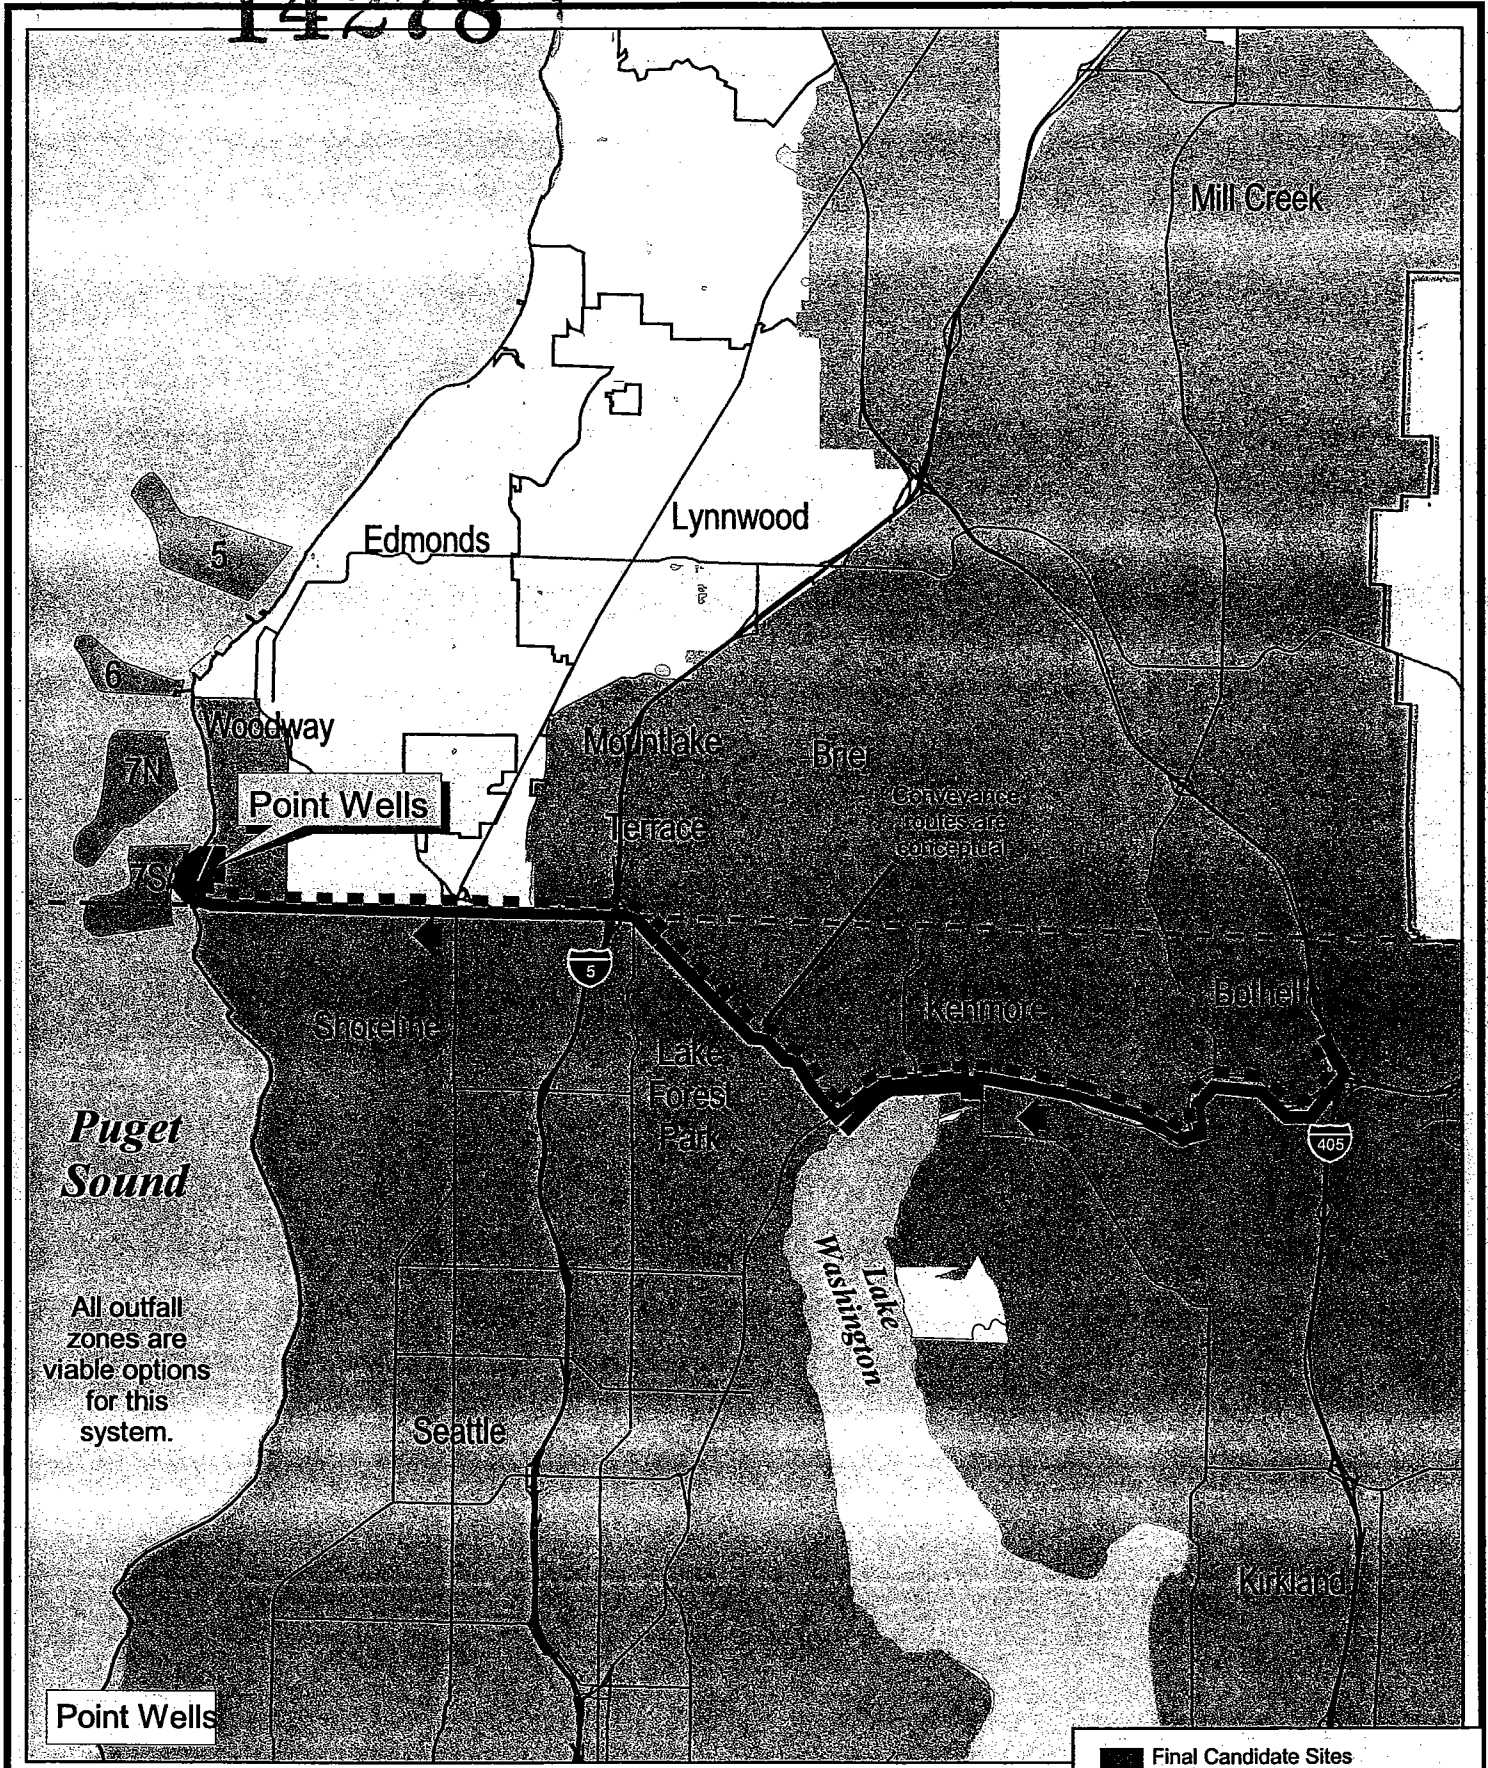 14278
Mill Creek
Lynnwood
Edmonds
5
6
Woodway
7N
Mountlake
Terrace
Brier
Point Wells
Conveyance
routes are
conceptual
7S
5
Shoreline
Kenmore
Bothell
Lake
Forest
Park
405
Puget
Sound
Lake
Washington
All outfall
zones are
viable options
for this
system.
Seattle
Kirkland
Point Wells
Final Candidate Sites